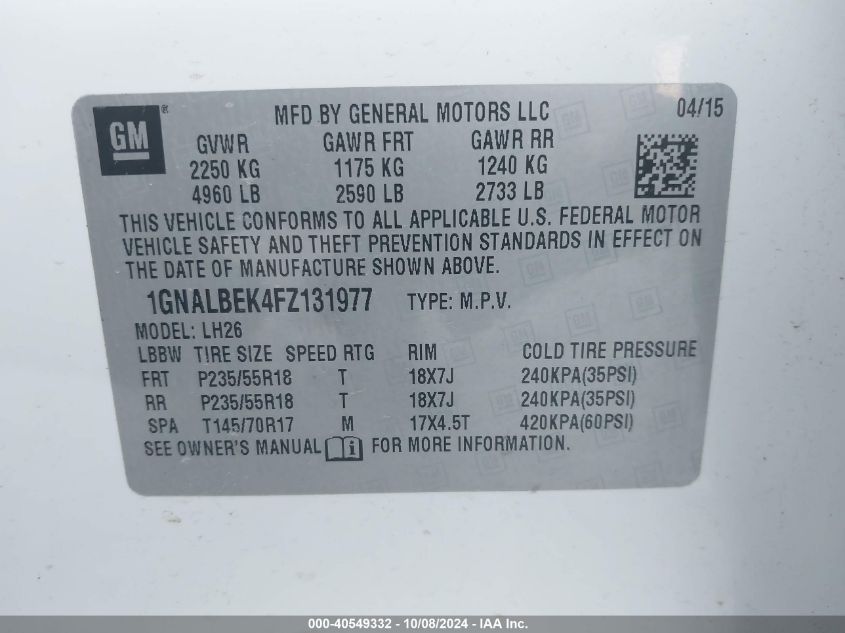 GM ® MFD BY GENERAL MOTORS LLC 04/15
GVWR GAWR FRT GAWR RR
2250 KG 1175 KG 1240 KG
4960 LB 2590 LB 2733 LB
THIS VEHICLE CONFORMS TO ALL APPLICABLE U.S. FEDERAL MOTOR
VEHICLE SAFETY AND THEFT PREVENTION STANDARDS IN EFFECT ON
THE DATE OF MANUFACTURE SHOWN ABOVE.
1GNALBEK4FZ131977 TYPE: M.P.V.
MODEL: LH26
LBBW TIRE SIZE SPEED RTG RIM COLD TIRE PRESSURE
FRT P235/55R18 T 18X7J 240KPA(35PSI)
RR P235/55R18 T 18X7J 240KPA(35PSI)
SPA T145/70R17 M 17X4.5T 420KPA(60PSI)
SEE OWNER'S MANUAL FOR MORE INFORMATION.
000-40549332 - 10/08/2024 - IAA Inc.